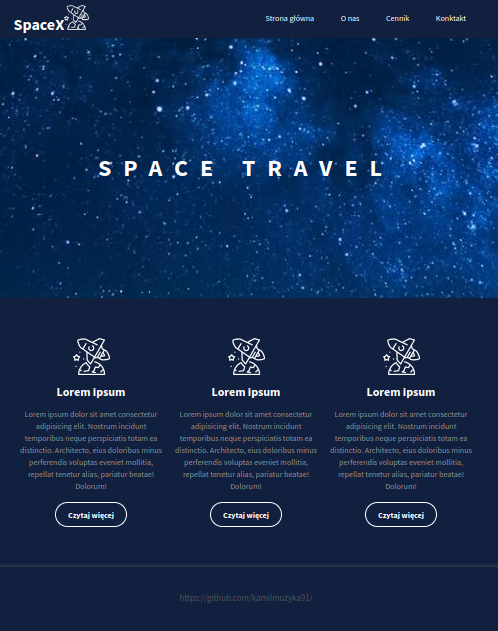 SpaceX
Strona główna O nas Cennik Konktakt
SPACE TRAVEL
Lorem Ipsum
Lorem ipsum dolor sit amet consectetur
adipisicing elit. Nostrum incidunt
temporibus neque perspiciatis totam ea
distinctio. Architecto, eius doloribus minus
perferendis voluptas eveniet mollitia,
repellat tenetur alias, pariatur beatae!
Dolorum!
Czytaj więcej
Lorem Ipsum
Lorem ipsum dolor sit amet consectetur
adipisicing elit. Nostrum incidunt
temporibus neque perspiciatis totam ea
distinctio. Architecto, eius doloribus minus
perferendis voluptas eveniet mollitia,
repellat tenetur alias, pariatur beatae!
Dolorum!
Czytaj więcej
Lorem Ipsum
Lorem ipsum dolor sit amet consectetur
adipisicing elit. Nostrum incidunt
temporibus neque perspiciatis totam ea
distinctio. Architecto, eius doloribus minus
perferendis voluptas eveniet mollitia,
repellat tenetur alias, pariatur beatae!
Dolorum!
Czytaj więcej
https://github.com/kamilmuzyka91/